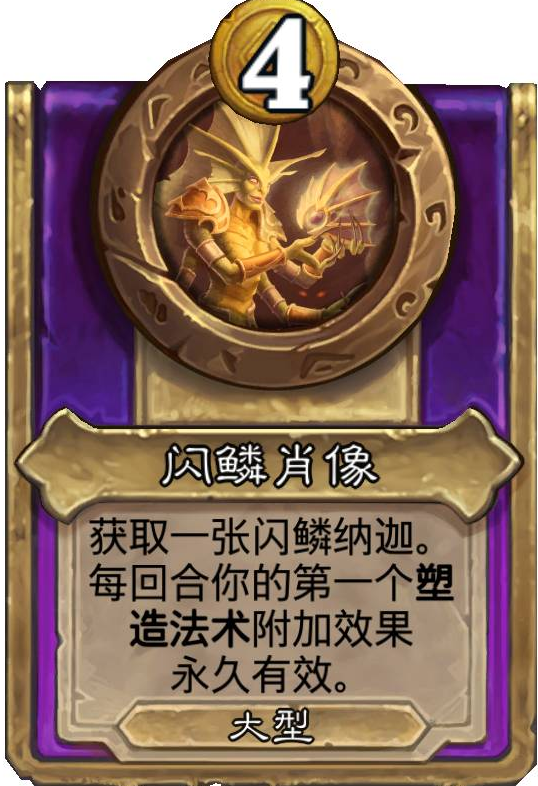 4
闪鳞肖像
获取一张闪鳞纳迦。
每回合你的第一个塑
造法术附加效果
永久有效。
大型